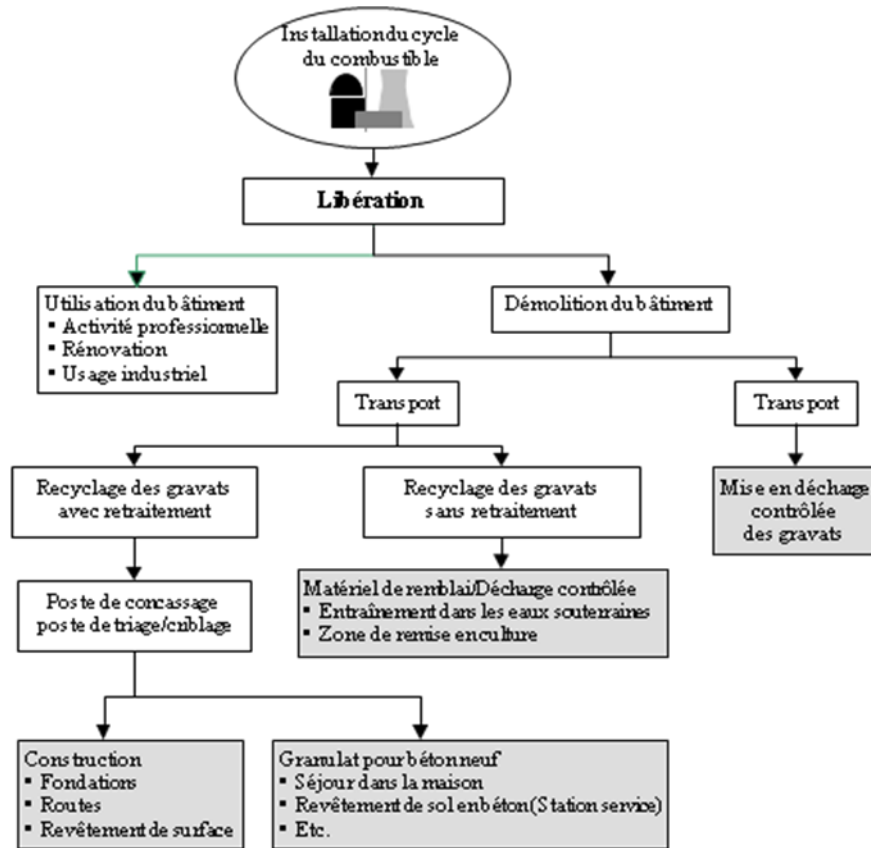 Installation du cycle
du combustible
Libération
Utilisation du bâtiment
▪ Activité professionnelle
▪ Rénovation
▪ Usage industriel
Démolition du bâtiment
Transport
Transport
Recyclage des gravats
avec retraitement
Recyclage des gravats
sans retraitement
Mise en décharge
contrôlée
des gravats
Poste de concassage
poste de triage/criblage
Matériel de remblai/Décharge contrôlée
▪ Entraînement dans les eaux souterraines
▪ Zone de remise en culture
Construction
▪ Fondations
▪ Routes
▪ Revêtement de surface
Granulat pour béton neuf
▪ Séjour dans la maison
▪ Revêtement de sol en béton (Station service)
▪ Etc.